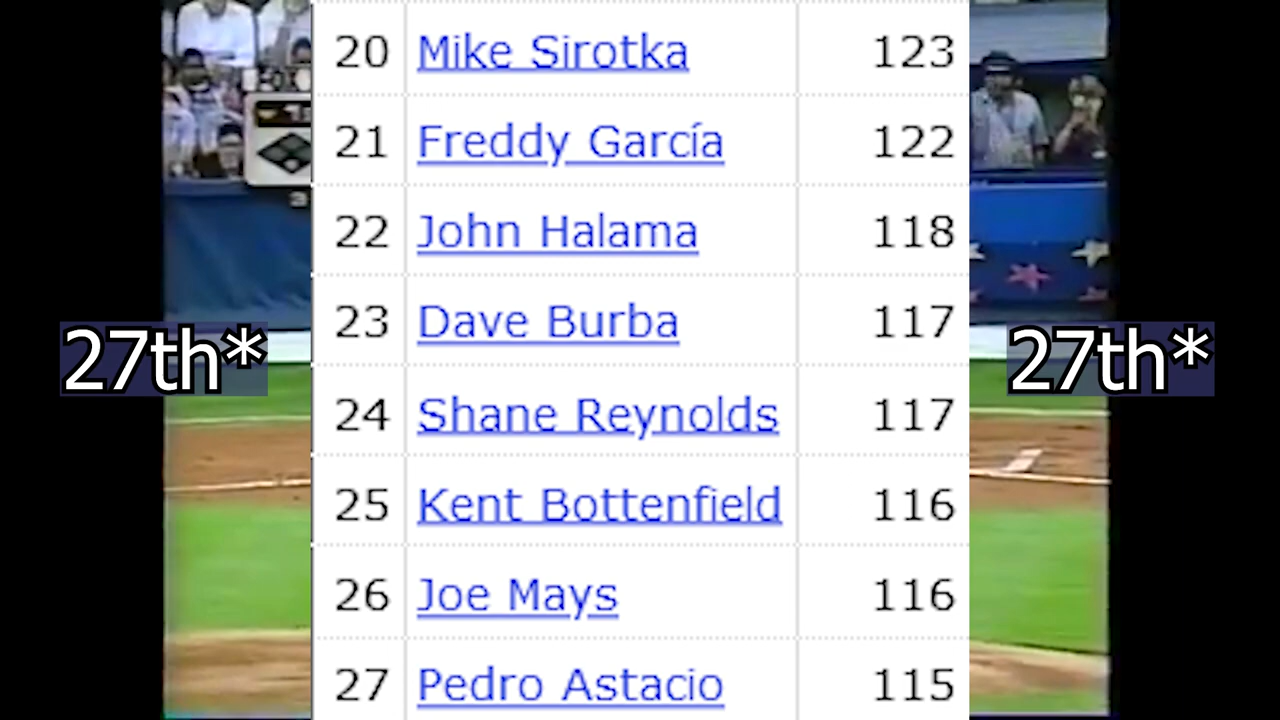 20 Mike Sirotka 123
21 Freddy García 122
22 John Halama 118
23 Dave Burba 117
27th* 27th*
24 Shane Reynolds 117
25 Kent Bottenfield 116
26 Joe Mays 116
27 Pedro Astacio 115